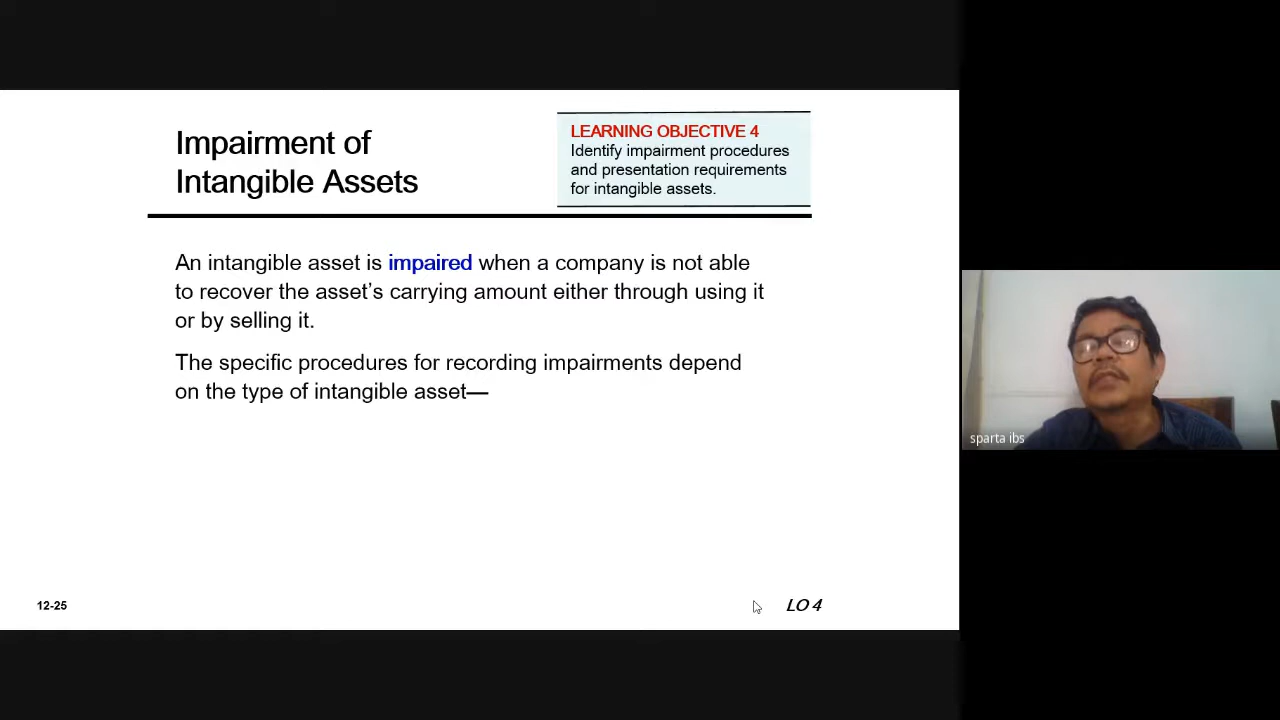 Impairment of
Intangible Assets
LEARNING OBJECTIVE 4
Identify impairment procedures
and presentation requirements
for intangible assets.
An intangible asset is impaired when a company is not able
to recover the asset’s carrying amount either through using it
or by selling it.
The specific procedures for recording impairments depend
on the type of intangible asset—
12-25
LO 4
sparta ibs